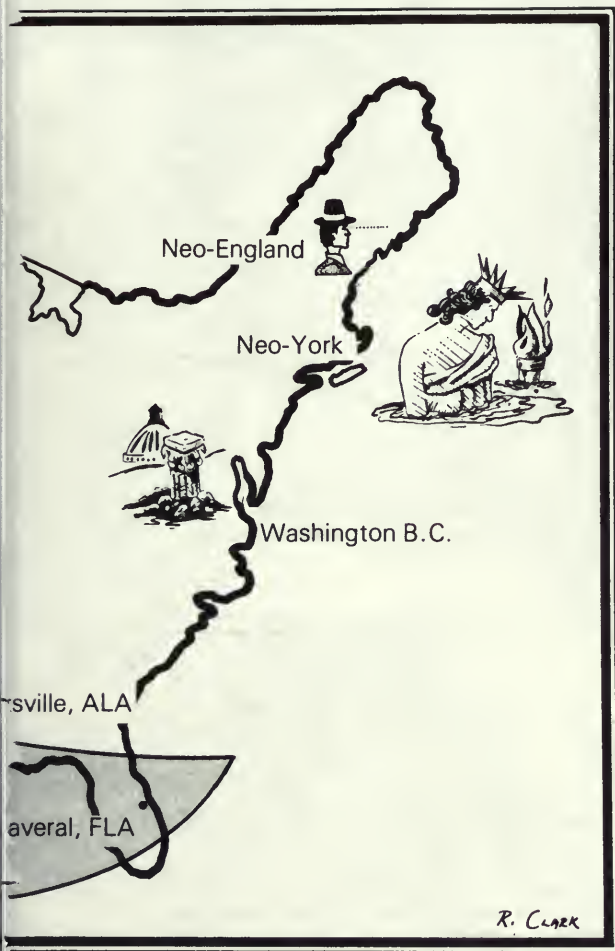 Neo-England
Neo-York
Washington B.C.
sville, ALA
averal, FLA
R. CLARK